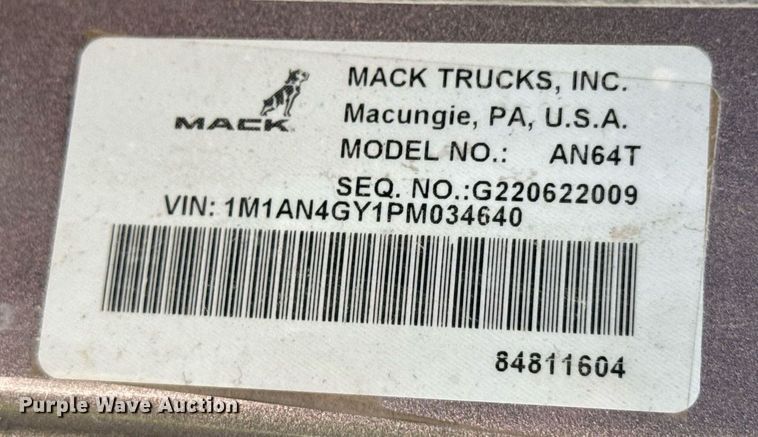 MACK TRUCKS, INC.
MACK
Macungie, PA, U.S.A.
MODEL NO.: AN64T
SEQ. NO.:G220622009
VIN: 1M1AN4GY1PM034640
84811604
Purple Wave Auction